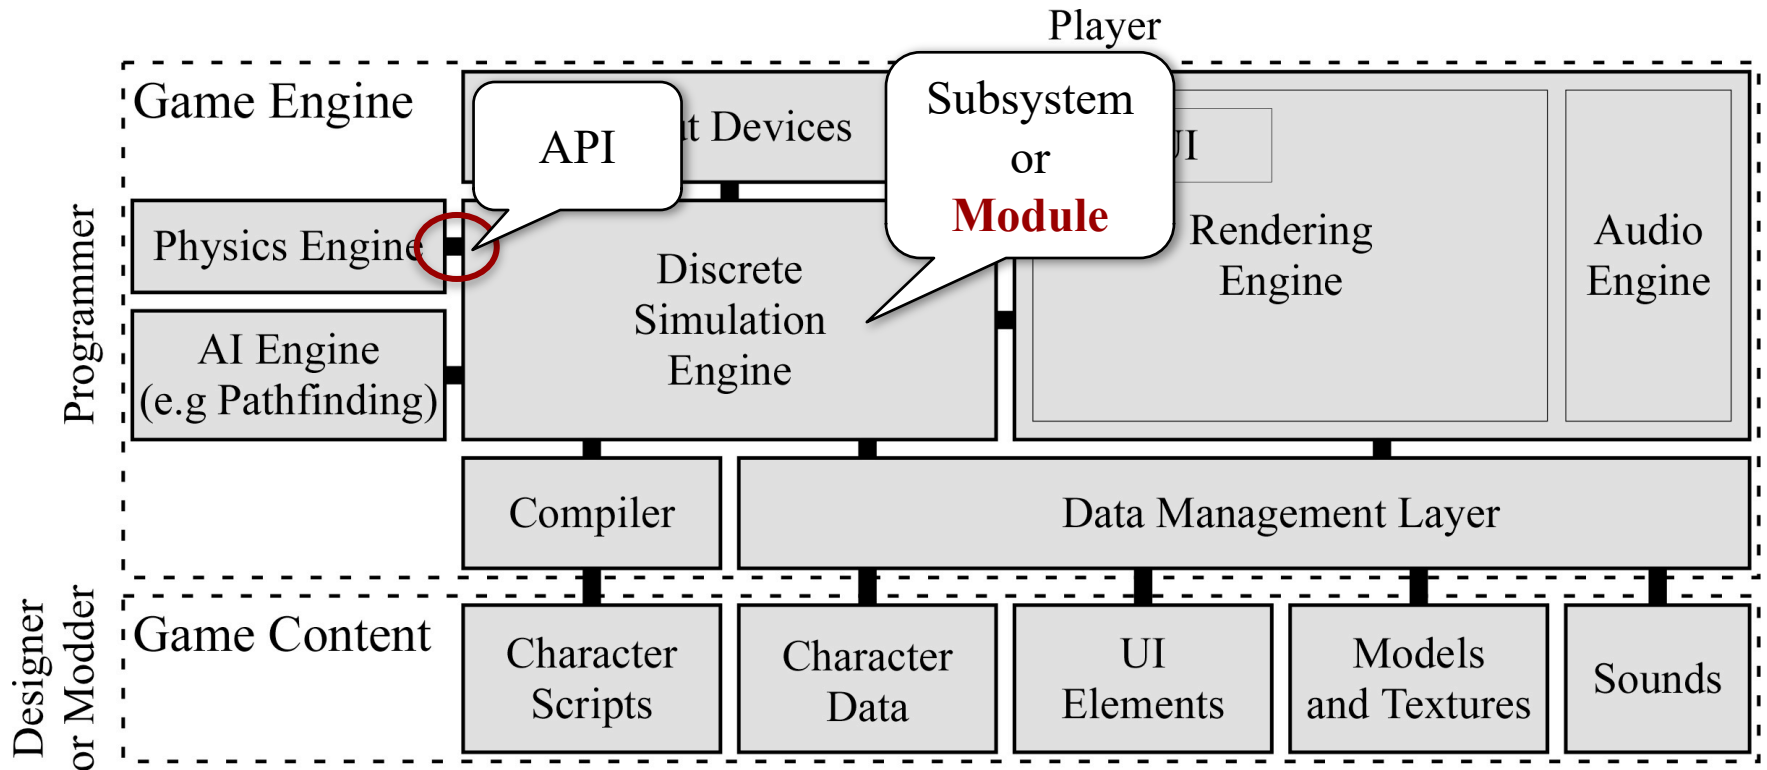 Player
Game Engine
API
t Devices
Subsystem
or
Module
UI
Programmer
Physics Engine
AI Engine
(e.g Pathfinding)
Discrete
Simulation
Engine
Rendering
Engine
Audio
Engine
Compiler
Data Management Layer
Designer
or Modder
Game Content
Character
Scripts
Character
Data
UI
Elements
Models
and Textures
Sounds